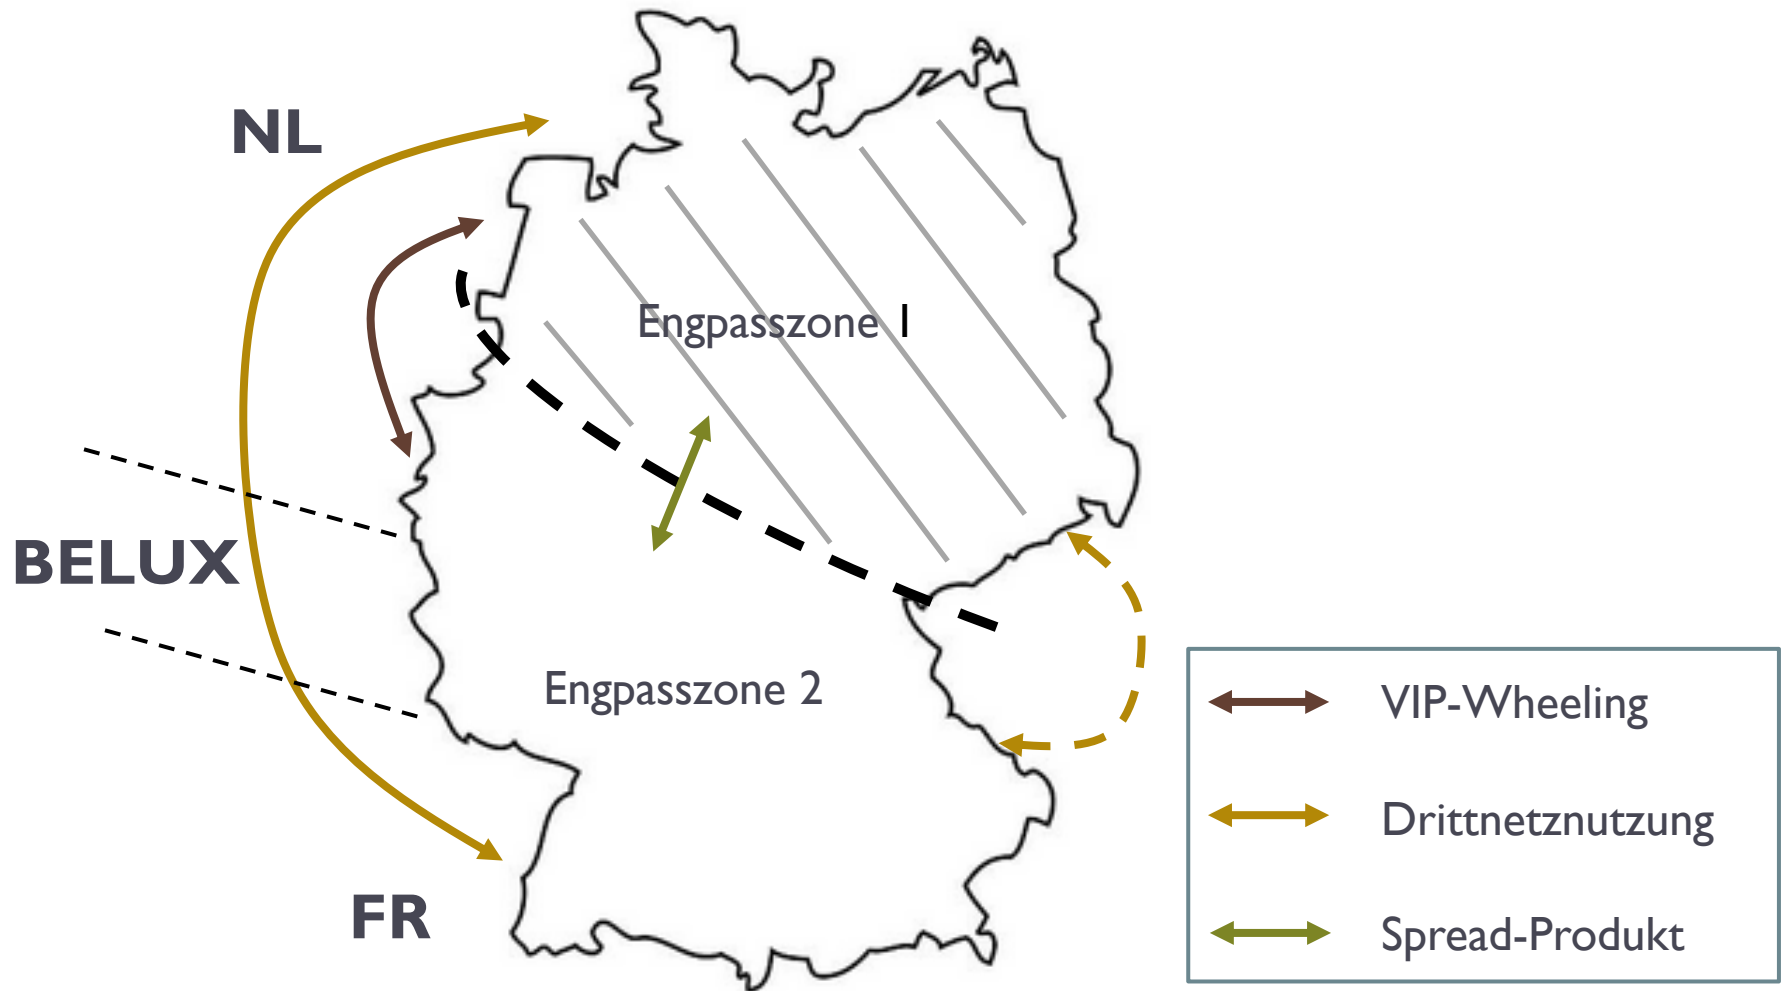 NL
Engpasszone 1
BELUX
Engpasszone 2
FR
VIP-Wheeling
Drittnetznutzung
Spread-Produkt